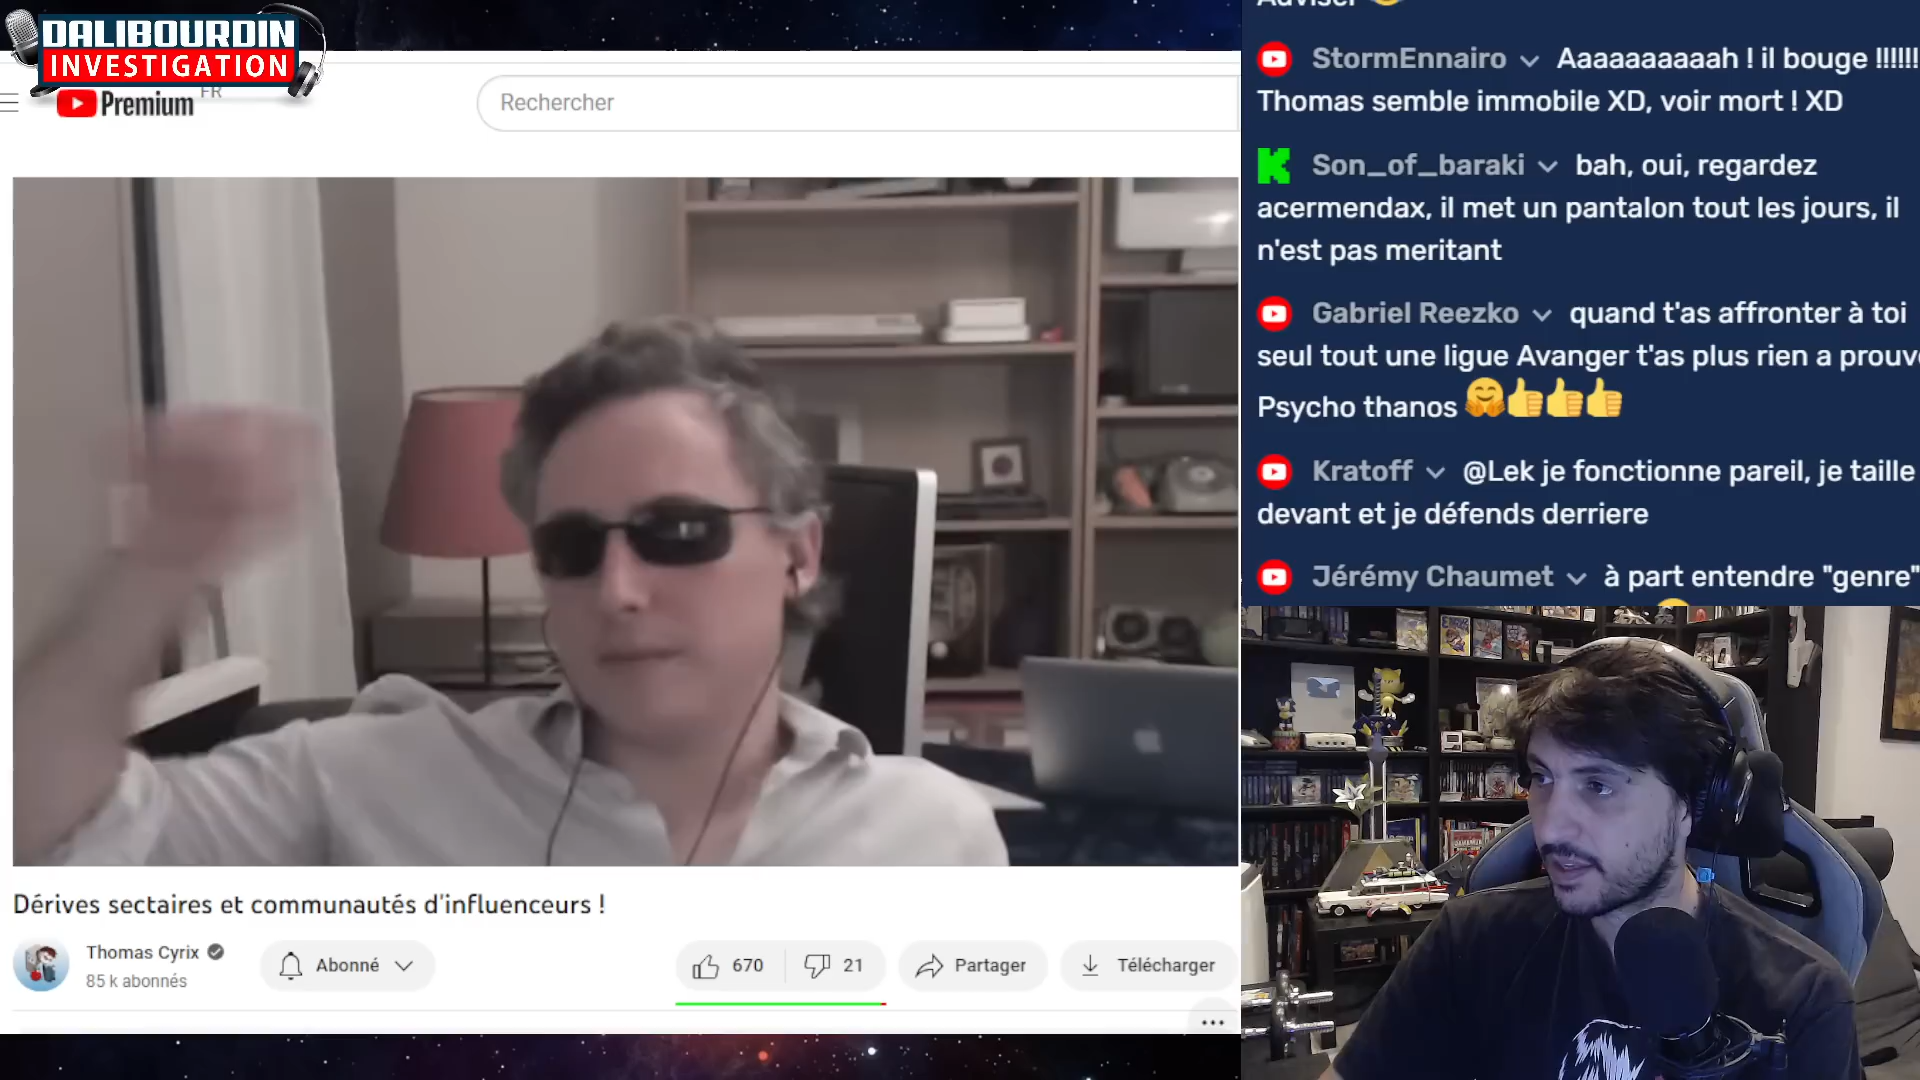 DALIBOURDIN
INVESTIGATION
Premium FR
Rechercher
Dérives sectaires et communautés d'influenceurs !
Thomas Cyrix
85 k abonnés
Abonné
670
21
Partager
Télécharger
StormEnnairo Aaaaaaaaaah ! il bouge !!!!!!
Thomas semble immobile XD, voir mort ! XD
Son_of_baraki bah, oui, regardez
acermendax, il met un pantalon tout les jours, il
n'est pas meritant
Gabriel Reezko quand t'as affronter à toi
seul tout une ligue Avanger t'as plus rien a prouve
Psycho thanos
Kratoff @Lek je fonctionne pareil, je taille
devant et je défends derriere
Jérémy Chaumet à part entendre "genre"